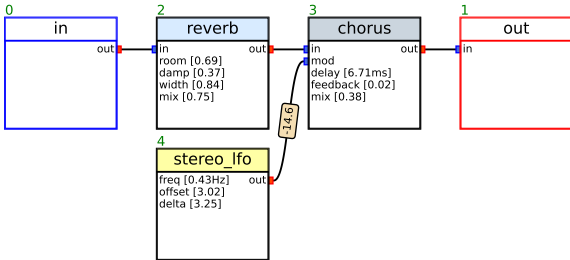 0
in
out
2
reverb
in
out
room [0.69]
damp [0.37]
width [0.84]
mix [0.75]
3
chorus
in
out
mod
delay [6.71ms]
feedback [0.02]
mix [0.38]
1
out
in
-14.6
4
stereo_lfo
freq [0.43Hz]
out
offset [3.02]
delta [3.25]